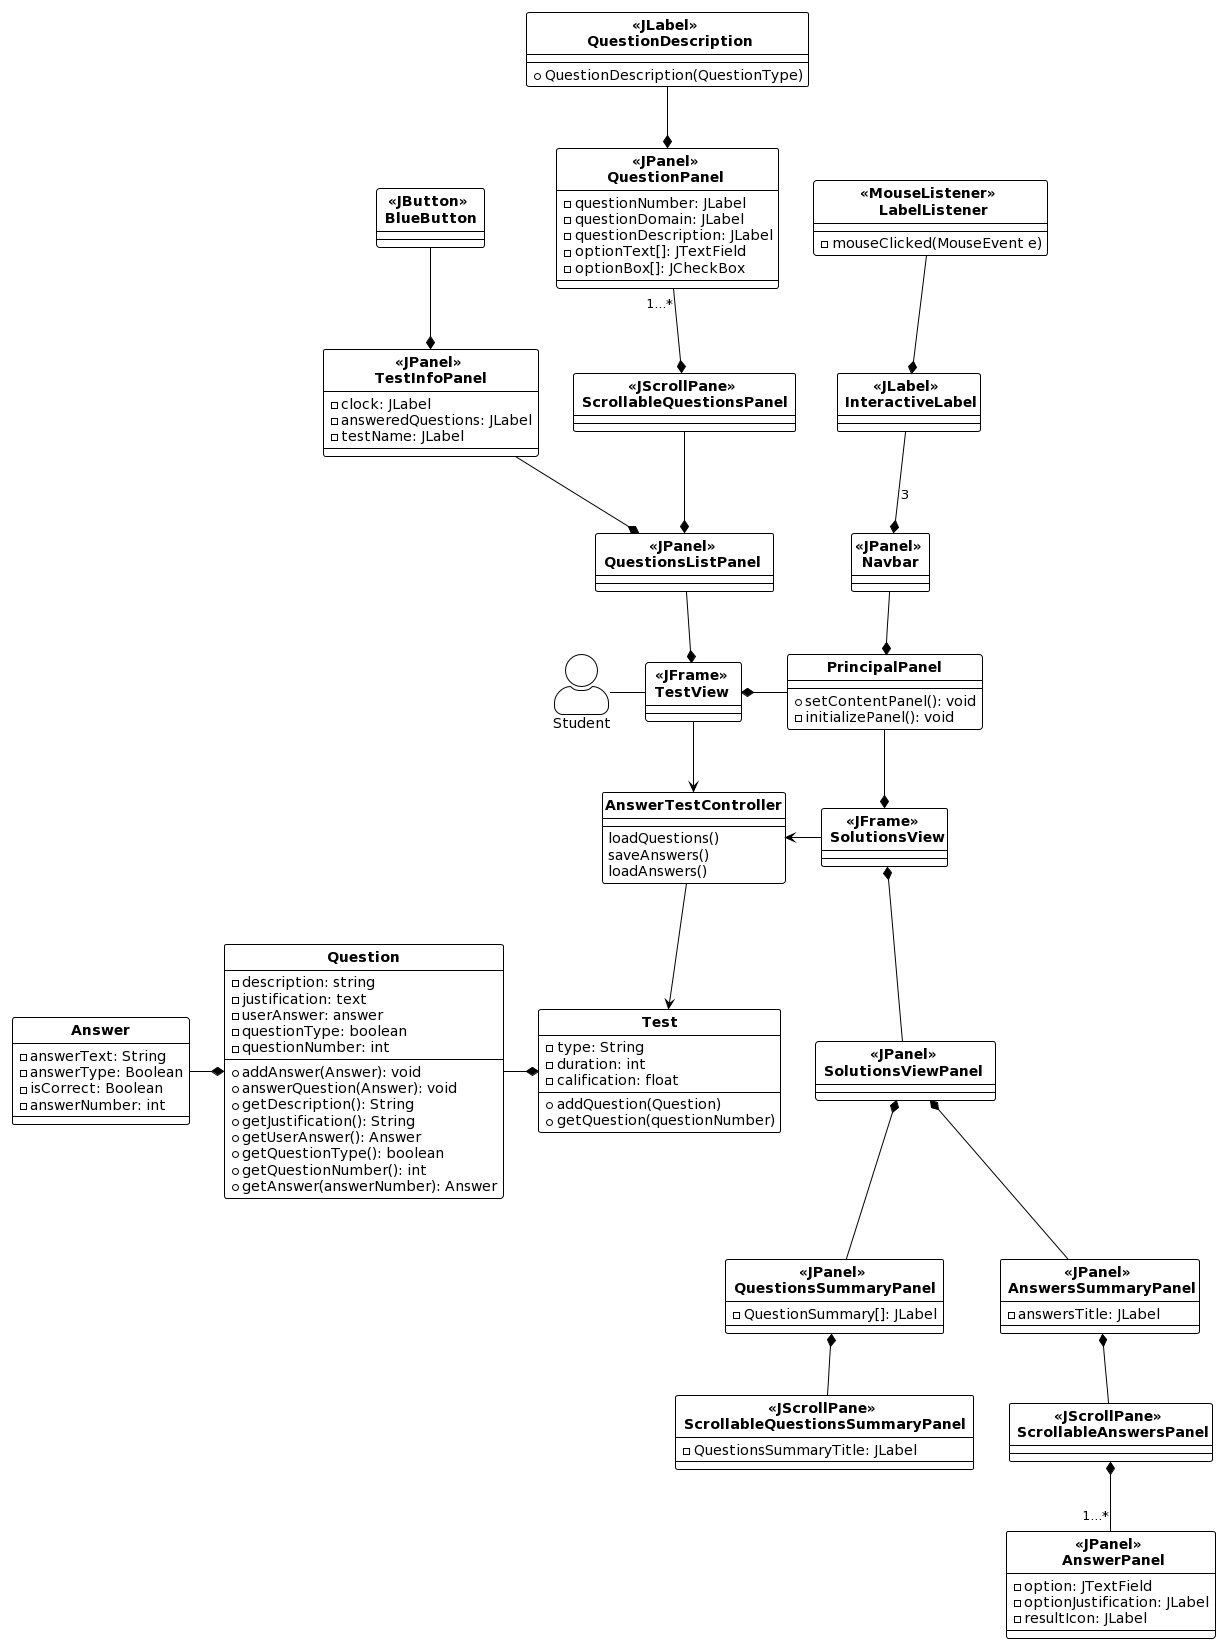 «JLabel»
QuestionDescription
QuestionDescription(QuestionType)
«JPanel»
QuestionPanel
questionNumber: JLabel
questionDomain: JLabel
questionDescription: JLabel
optionText[]: JTextField
optionBox[]: JCheckBox
«MouseListener»
LabelListener
mouseClicked(MouseEvent e)
«JButton»
BlueButton
1...*
«JPanel»
TestInfoPanel
clock: JLabel
answeredQuestions: JLabel
testName: JLabel
«JScrollPane»
ScrollableQuestionsPanel
«JLabel»
InteractiveLabel
3
«JPanel»
QuestionsListPanel
«JPanel»
Navbar
Student
«JFrame»
TestView
PrincipalPanel
setContentPanel(): void
initializePanel(): void
AnswerTestController
loadQuestions()
saveAnswers()
loadAnswers()
«JFrame»
SolutionsView
Answer
answerText: String
answerType: Boolean
isCorrect: Boolean
answerNumber: int
Question
description: string
justification: text
userAnswer: answer
questionType: boolean
questionNumber: int
addAnswer(Answer): void
answerQuestion(Answer): void
getDescription(): String
getJustification(): String
getUserAnswer(): Answer
getQuestionType(): boolean
getQuestionNumber(): int
getAnswer(answerNumber): Answer
Test
type: String
duration: int
calification: float
addQuestion(Question)
getQuestion(questionNumber)
«JPanel»
SolutionsViewPanel
«JPanel»
QuestionsSummaryPanel
QuestionSummary[]: JLabel
«JPanel»
AnswersSummaryPanel
answersTitle: JLabel
«JScrollPane»
ScrollableQuestionsSummaryPanel
QuestionsSummaryTitle: JLabel
«JScrollPane»
ScrollableAnswersPanel
1...*
«JPanel»
AnswerPanel
option: JTextField
optionJustification: JLabel
resultIcon: JLabel